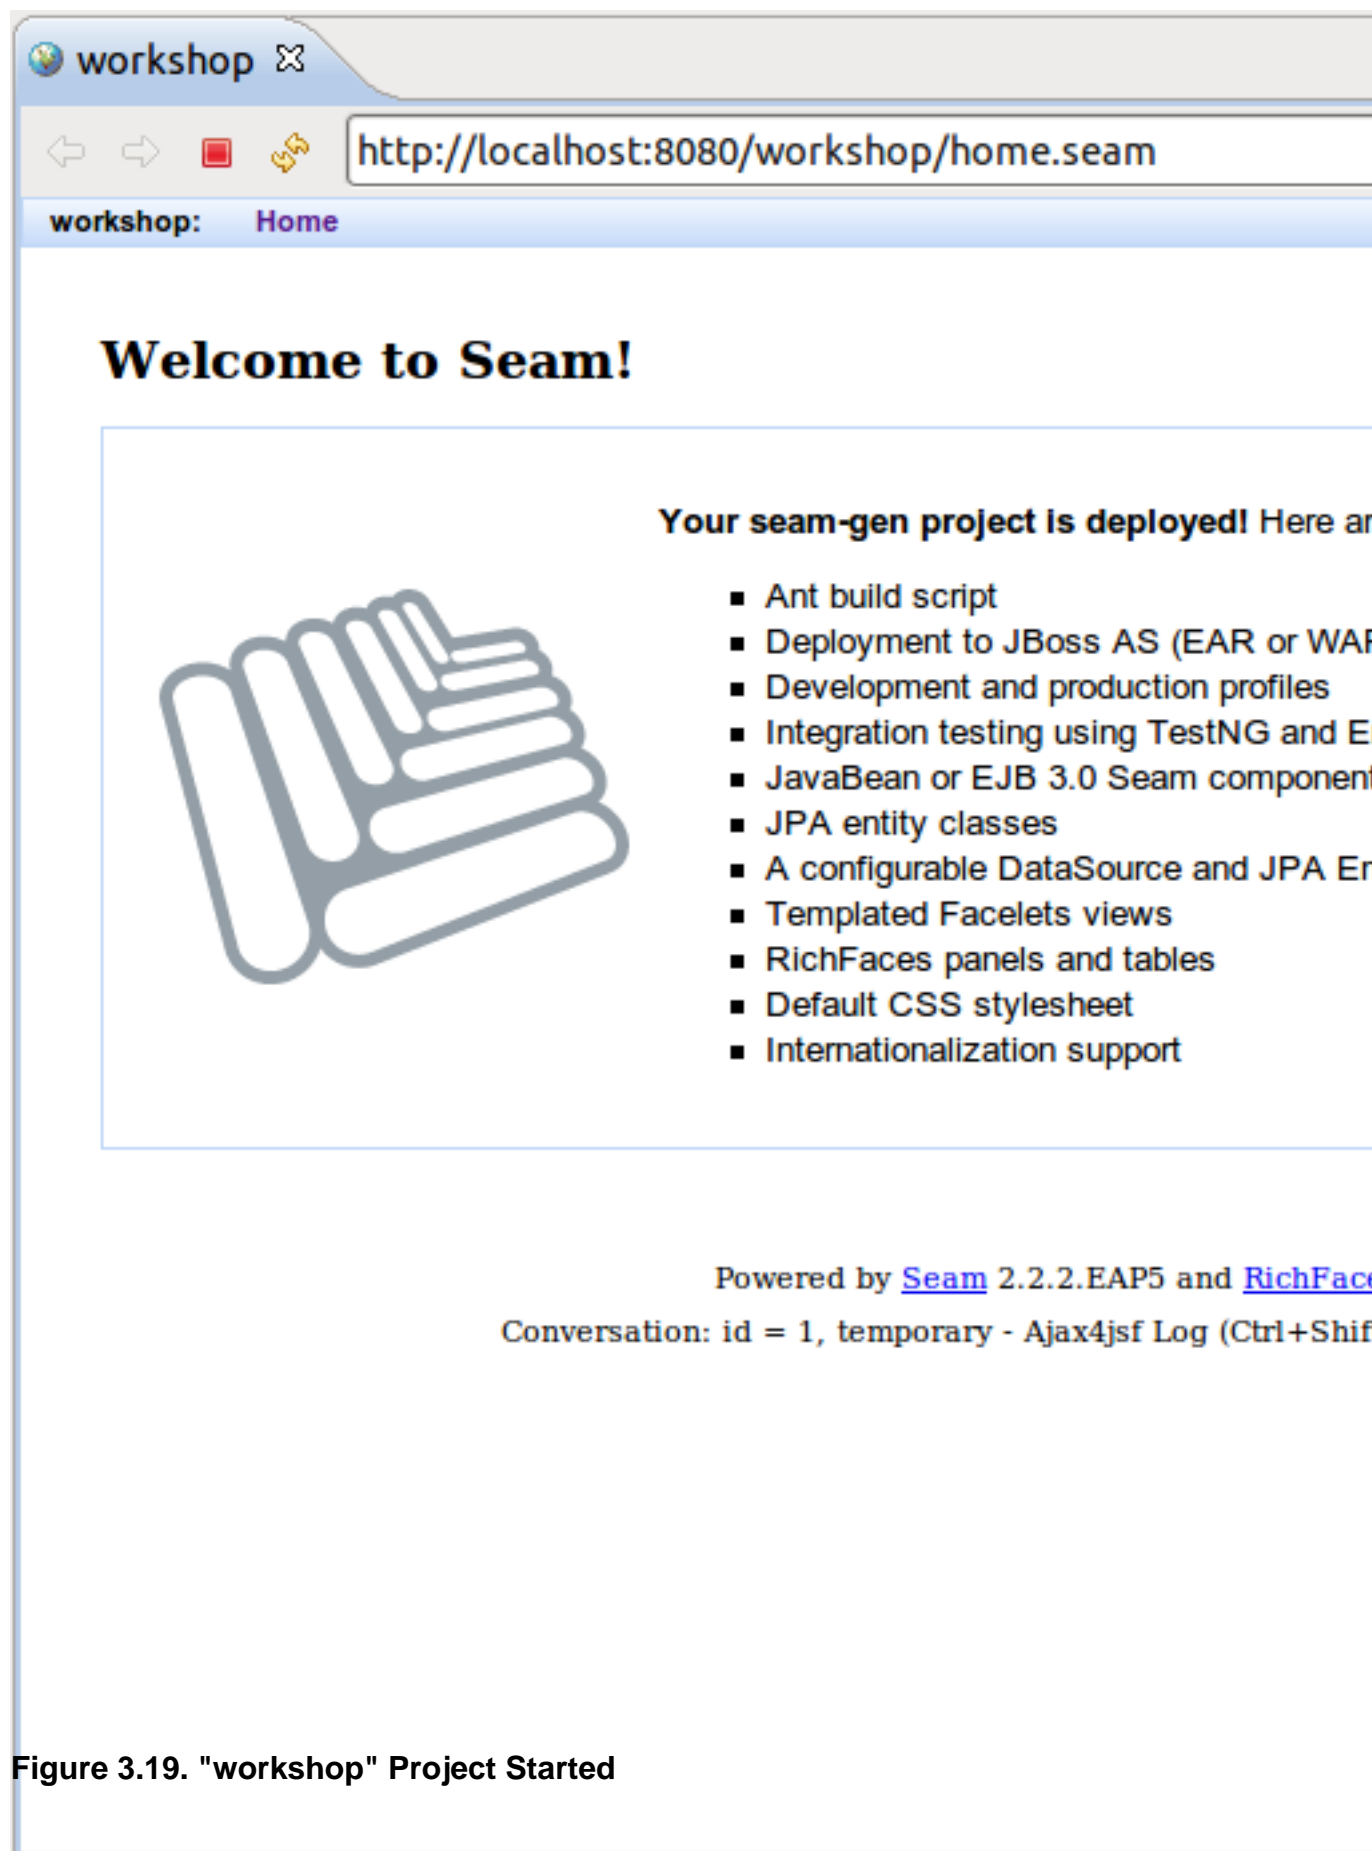 workshop
http://localhost:8080/workshop/home.seam
workshop: Home
Welcome to Seam!
Your seam-gen project is deployed! Here
Ant build script
Deployment to JBoss AS (EAR or
Development and production profiles
Integration testing using TestNG and
JavaBean or EJB 3.0 Seam
JPA entity classes
A configurable DataSource and JPA
Templated Facelets views
RichFaces panels and tables
Default CSS stylesheet
Internationalization support
Powered by Seam 2.2.2.EAP5 and
Conversation: id = 1, temporary - Ajax4jsf Log
Figure 3.19. "workshop" Project Started